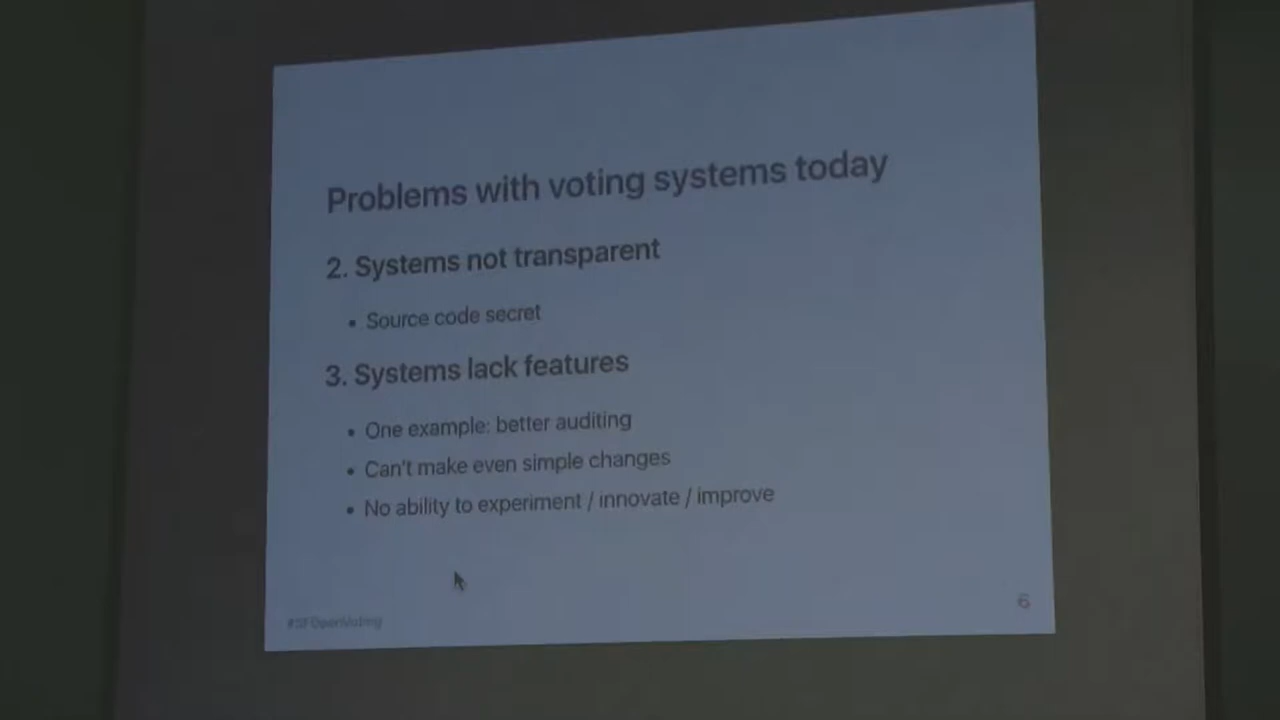 Problems with voting systems today
2. Systems not transparent
• Source code secret
3. Systems lack features
• One example: better auditing
• Can't make even simple changes
• No ability to experiment / innovate / improve
#SFOpenVoting
6